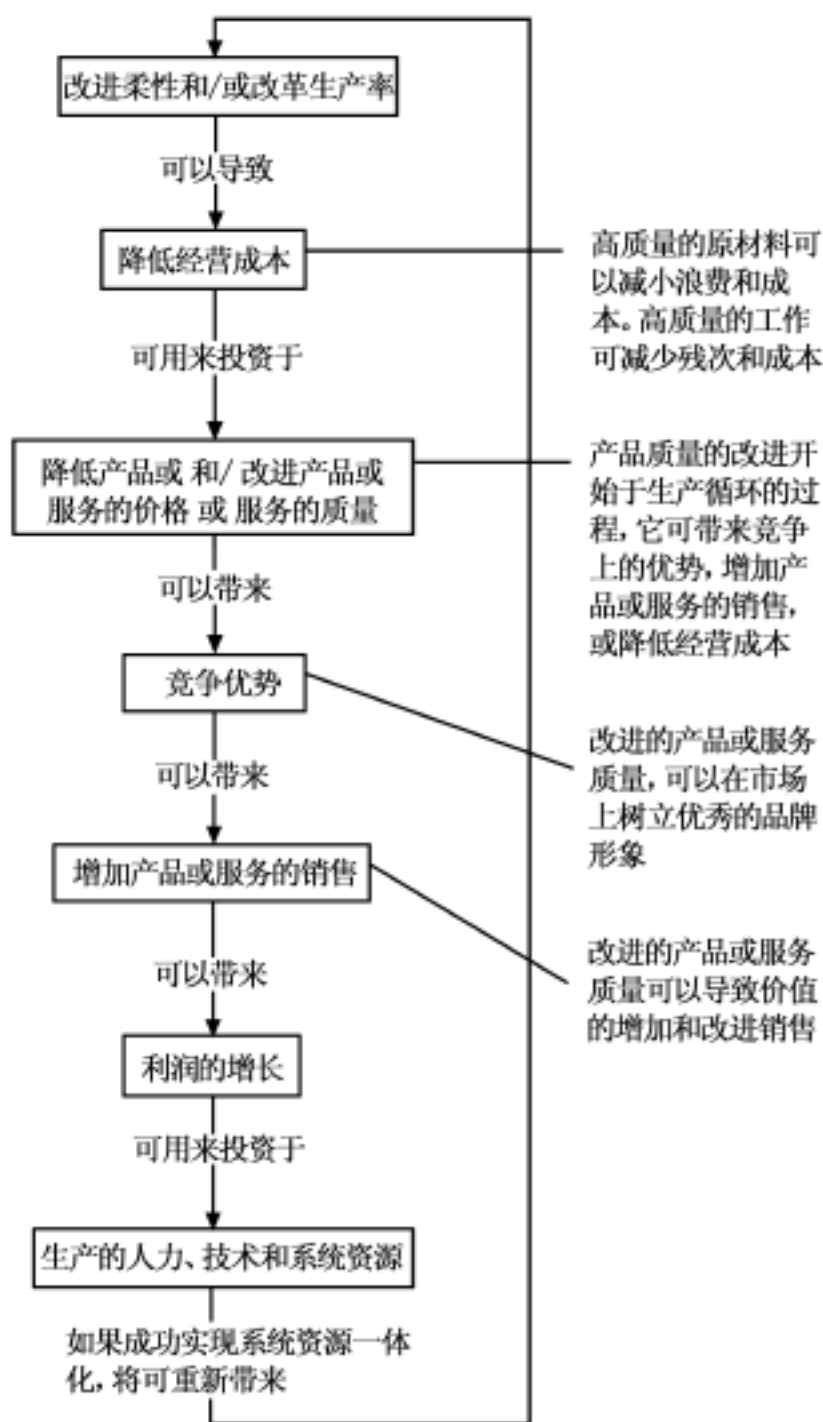 改进柔性和/或改革生产率
可以导致
降低经营成本
高质量的原材料可
以减小浪费和成
本。高质量的工作
可减少残次和成本
可用来投资于
降低产品或 和/ 改进产品或
服务的价格 或 服务的质量
产品质量的改进开
始于生产循环的过
程,它可带来竞争
上的优势,增加产
品或服务的销售,
或降低经营成本
可以带来
竞争优势
改进的产品或服务
质量,可以在市场
上树立优秀的品牌
形象
可以带来
增加产品或服务的销售
改进的产品或服务
质量可以导致价值
的增加和改进销售
可以带来
利润的增长
可用来投资于
生产的人力、技术和系统资源
如果成功实现系统资源一体
化,将可重新带来